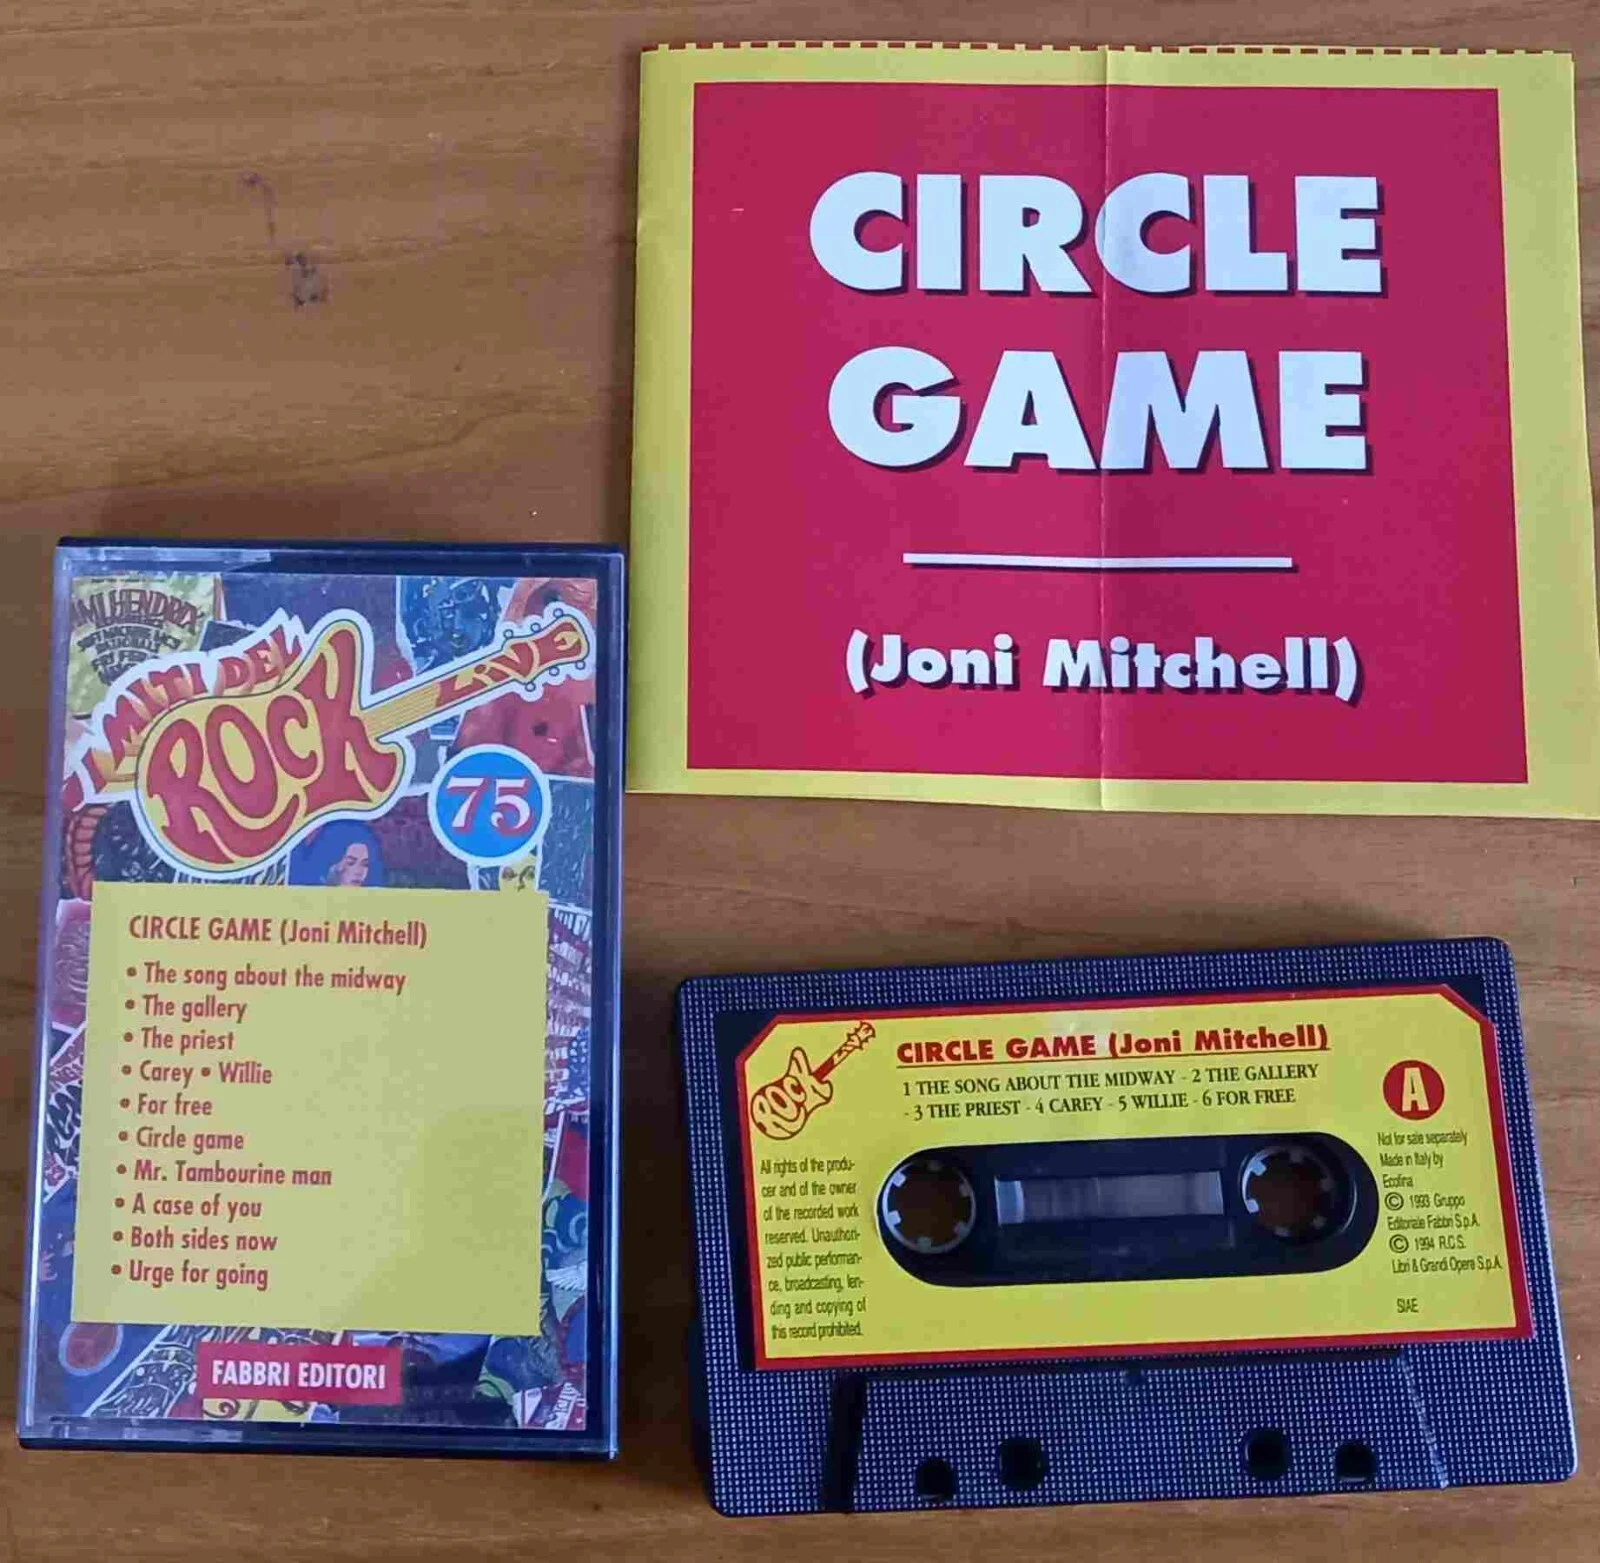 CIRCLE
GAME
(Joni Mitchell)
I MITI DEL
ROCK
LIVE
75
CIRCLE GAME (Joni Mitchell)
• The song about the midway
• The gallery
• The priest
• Carey • Willie
• For free
• Circle game
• Mr. Tambourine man
• A case of you
• Both sides now
• Urge for going
FABBRI EDITORI
ROCK LIVE
CIRCLE GAME (Joni Mitchell)
1 THE SONG ABOUT THE MIDWAY - 2 THE GALLERY
- 3 THE PRIEST - 4 CAREY - 5 WILLIE - 6 FOR FREE
A
All rights of the produ-
cer and of the owner
of the recorded work
reserved. Unauthori-
zed public performan-
ce, broadcasting, len-
ding and copying of
this record prohibited.
Not for sale separately
Made in Italy by
Ecofina
© 1993 Gruppo
Editoriale Fabbri S.p.A.
© 1994 R.C.S.
Libri & Grandi Opere S.p.A.
SIAE